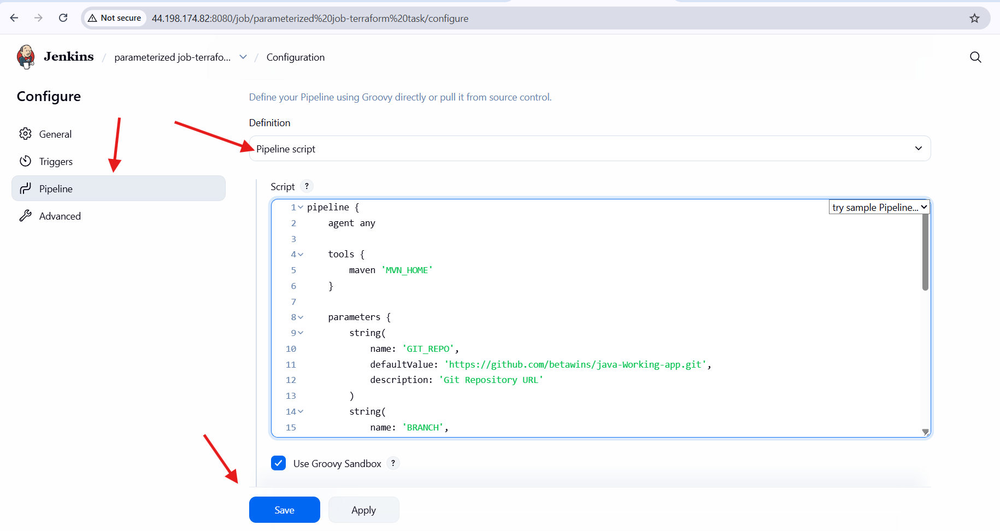 Not secure 44.198.174.82:8080/job/parameterized%20job-terraform%20task/configure
Jenkins / parameterized job-terrafo... / Configuration
Configure
General
Triggers
Pipeline
Advanced
Define your Pipeline using Groovy directly or pull it from source control.
Definition
Pipeline script
Script ?
try sample Pipeline...
1 pipeline {
2     agent any
3
4     tools {
5         maven 'MVN_HOME'
6     }
7
8     parameters {
9         string(
10             name: 'GIT_REPO',
11             defaultValue: 'https://github.com/betawins/java-Working-app.git',
12             description: 'Git Repository URL'
13         )
14         string(
15             name: 'BRANCH',
Use Groovy Sandbox ?
Save Apply